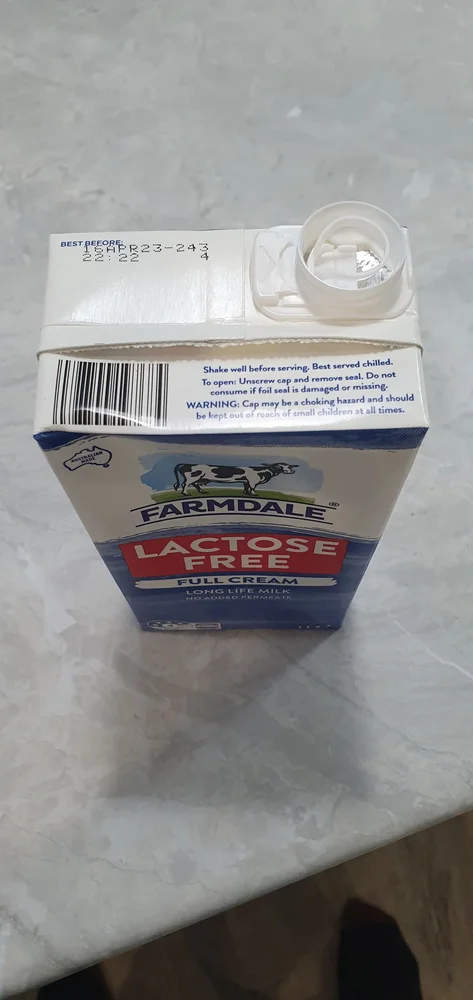 BEST BEFORE:
16APR23-243
22:22 4
Shake well before serving. Best served chilled.
To open: Unscrew cap and remove seal. Do not
consume if foil seal is damaged or missing.
WARNING: Cap may be a choking hazard and should
be kept out of reach of small children at all times.
AUSTRALIAN
MADE
FARMDALE®
LACTOSE
FREE
FULL CREAM
LONG LIFE MILK
NO ADDED PERMEATE